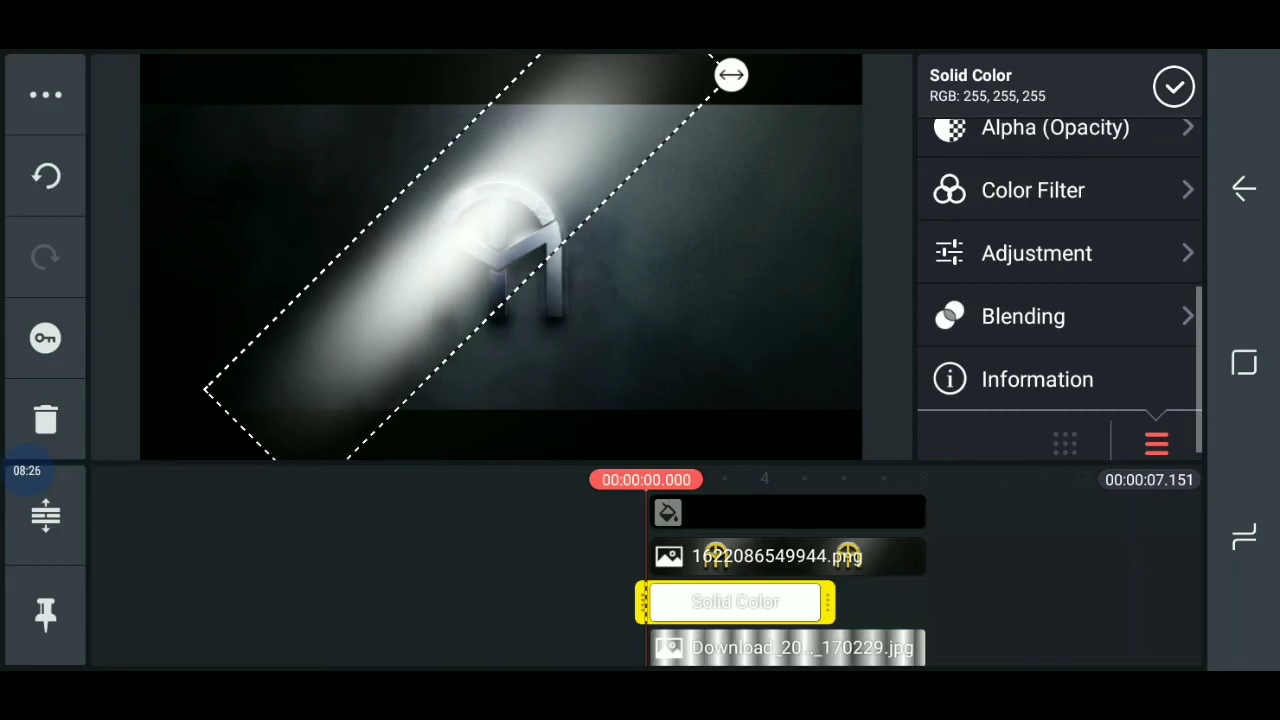 Solid Color
RGB: 255, 255, 255
Alpha (Opacity)
Color Filter
Adjustment
Blending
Information
08:26
00:00:00.000
4
8
00:00:07.151
1622086549944.png
Solid Color
Download_20..._170229.jpg